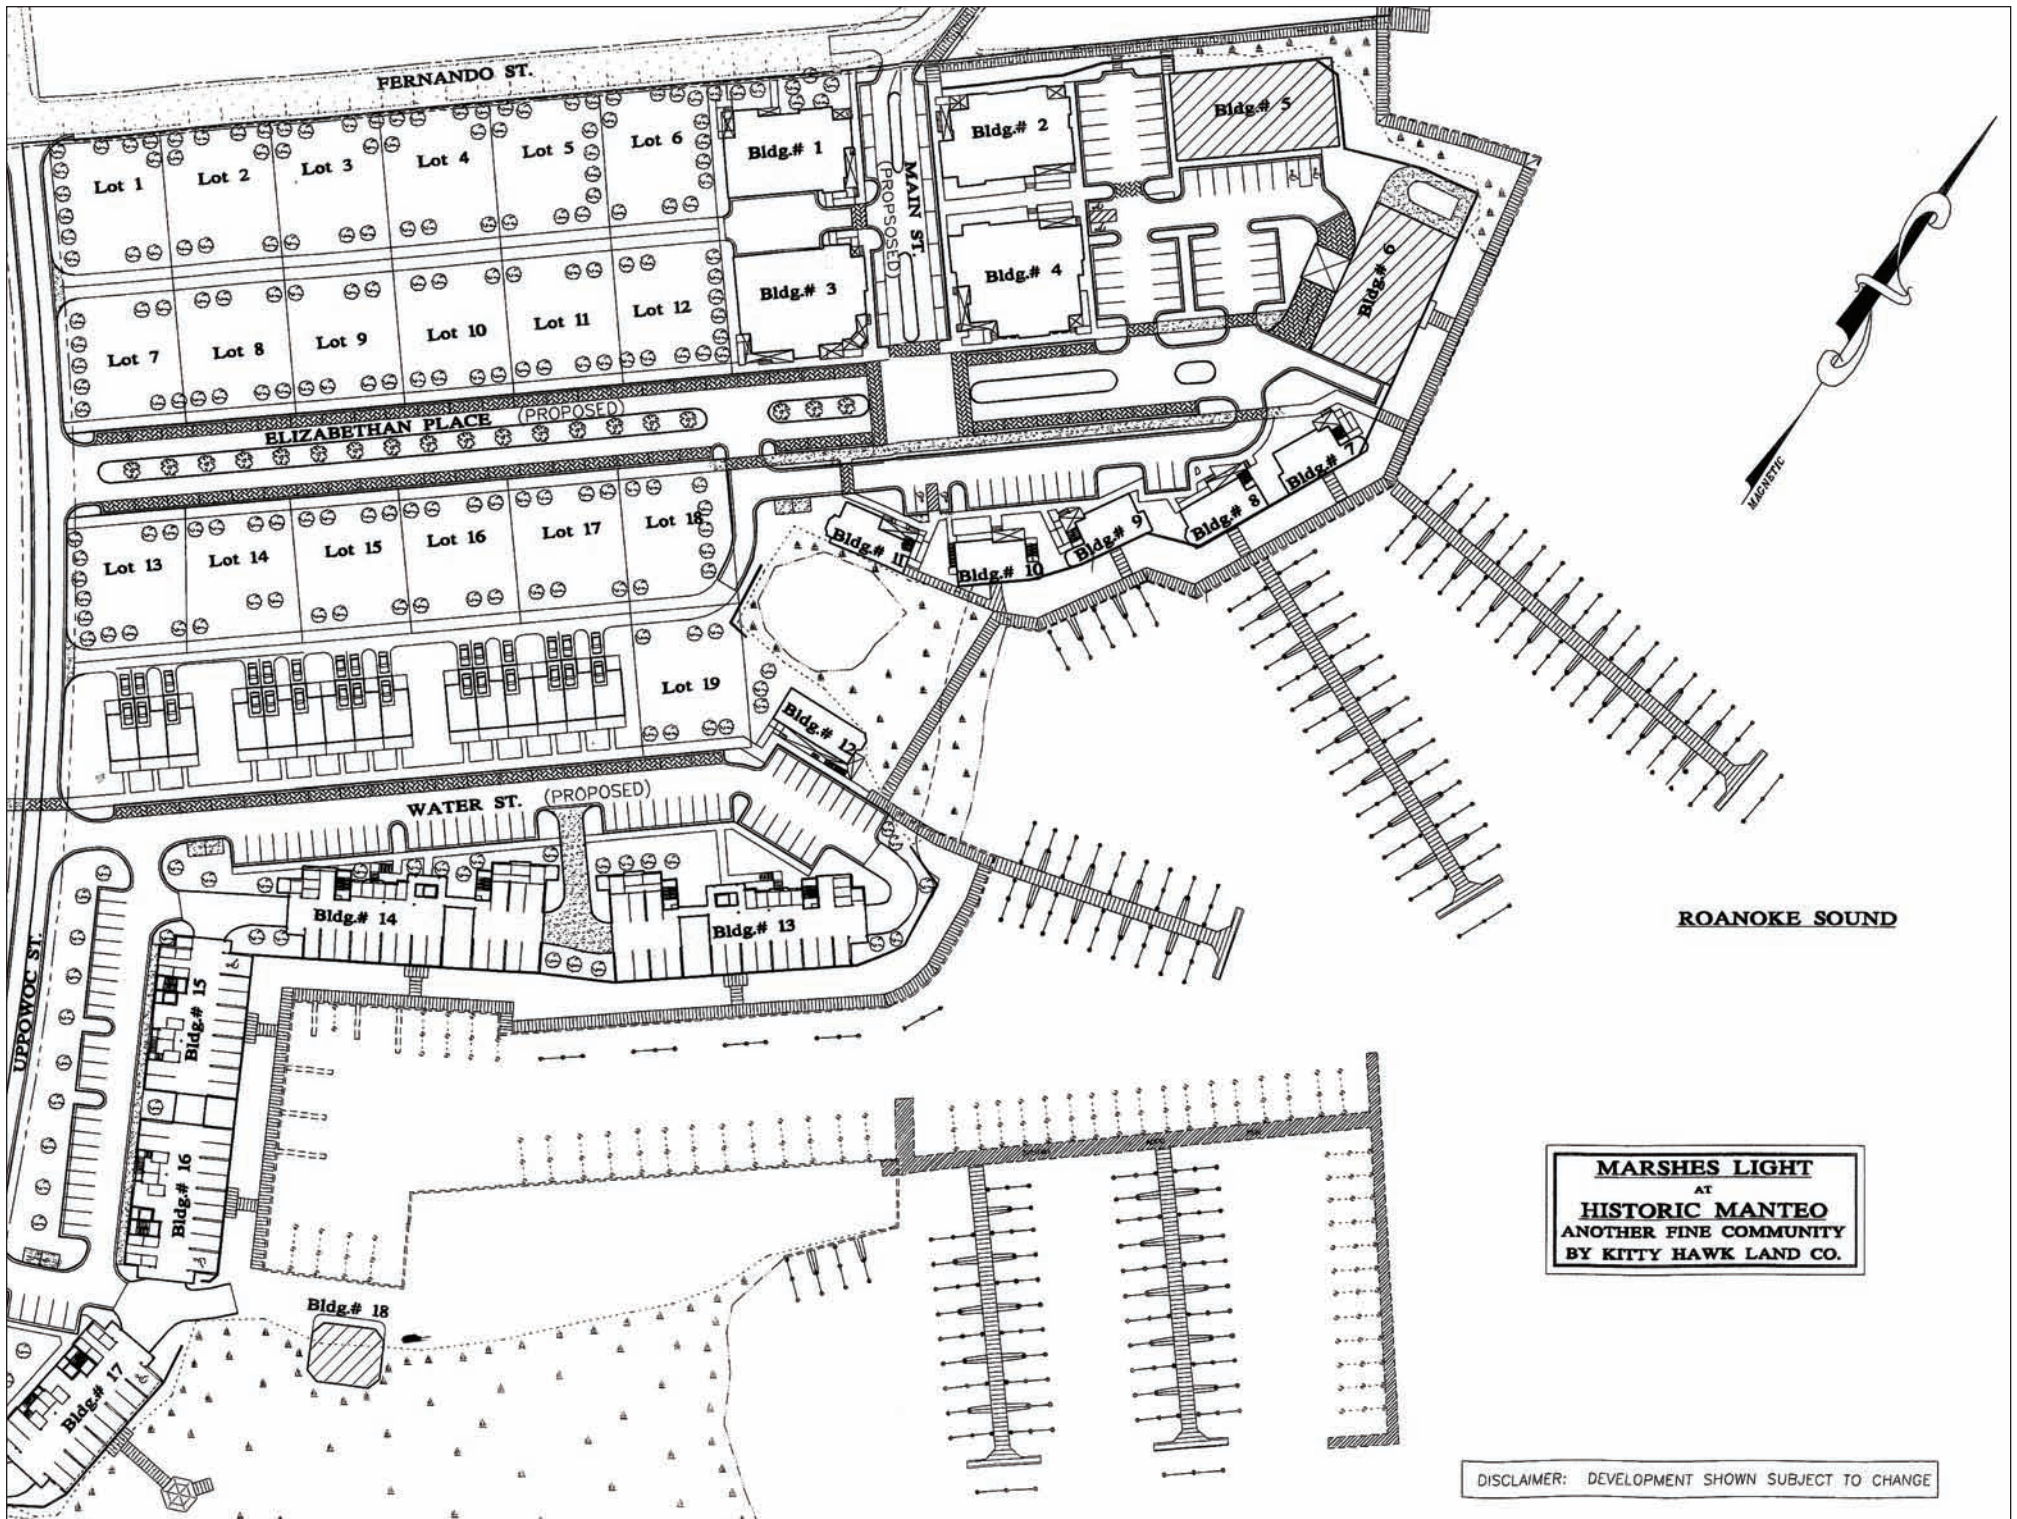 FERNANDO ST.
Lot 1
Lot 2
Lot 3
Lot 4
Lot 5
Lot 6
Bldg.# 1
MAIN ST.
(PROPOSED)
Bldg.# 2
Bldg.# 5
Lot 7
Lot 8
Lot 9
Lot 10
Lot 11
Lot 12
Bldg.# 3
Bldg.# 4
Bldg.# 6
MAGNETIC
ELIZABETHAN PLACE (PROPOSED)
Lot 13
Lot 14
Lot 15
Lot 16
Lot 17
Lot 18
Bldg.# 11
Bldg.# 10
Bldg.# 9
Bldg.# 8
Bldg.# 7
Lot 19
Bldg.# 12
WATER ST. (PROPOSED)
Bldg.# 14
Bldg.# 13
ROANOKE SOUND
UPPOWOC ST.
Bldg.# 15
Bldg.# 16
Bldg.# 18
Bldg.# 17
MARSHES LIGHT
AT
HISTORIC MANTEO
ANOTHER FINE COMMUNITY
BY KITTY HAWK LAND CO.
DISCLAIMER: DEVELOPMENT SHOWN SUBJECT TO CHANGE